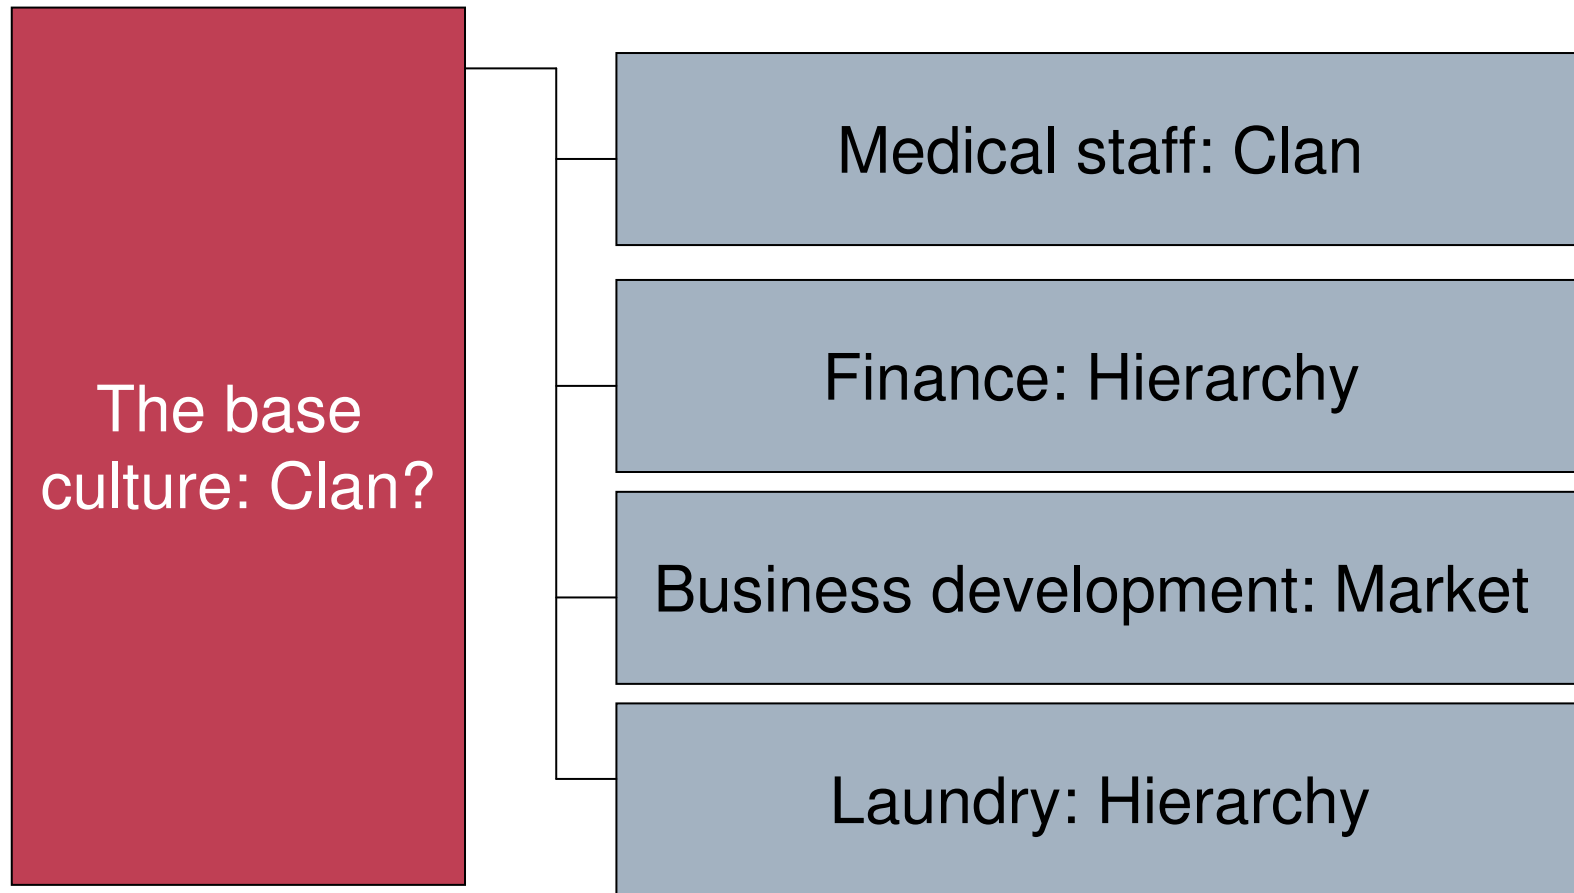 The base
culture: Clan?
Medical staff: Clan
Finance: Hierarchy
Business development: Market
Laundry: Hierarchy